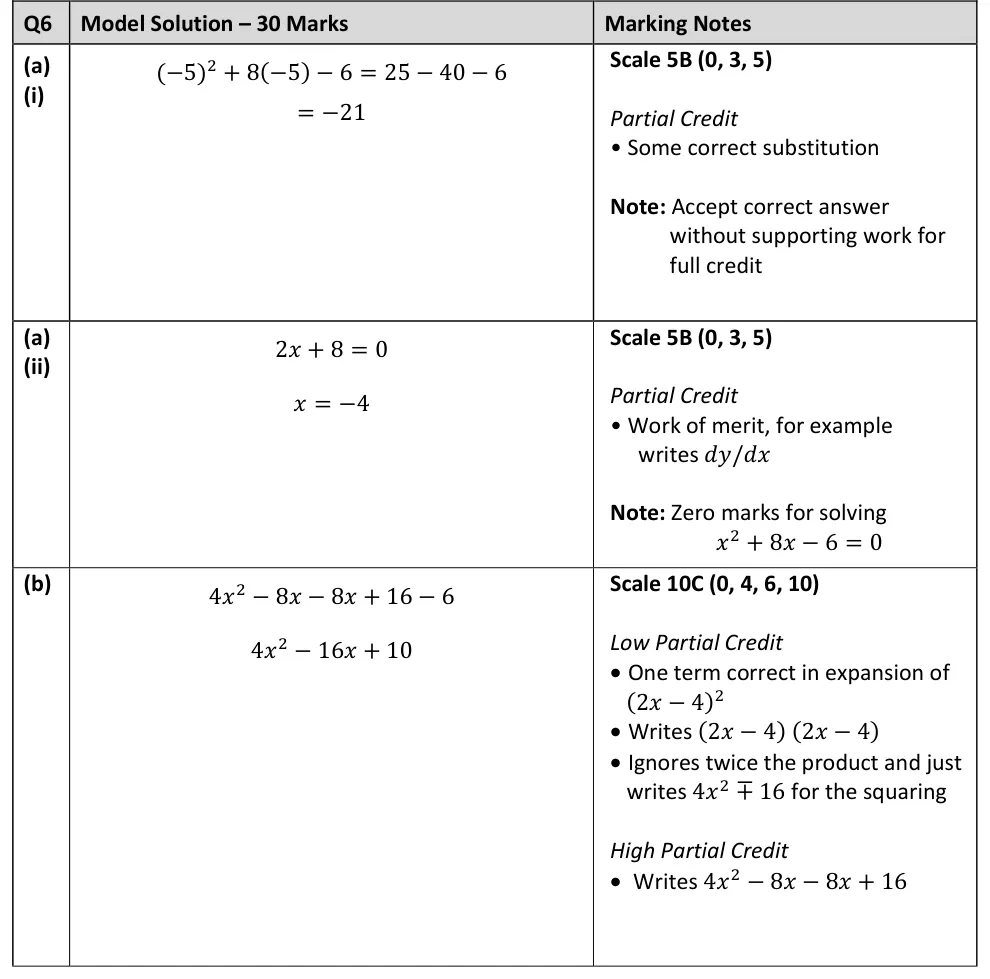 Q6 Model Solution – 30 Marks Marking Notes
(a)
(i)
(−5)² + 8(−5) − 6 = 25 − 40 − 6
= −21
Scale 5B (0, 3, 5)
Partial Credit
• Some correct substitution
Note: Accept correct answer
without supporting work for
full credit
(a)
(ii)
2x + 8 = 0
x = −4
Scale 5B (0, 3, 5)
Partial Credit
• Work of merit, for example
writes dy/dx
Note: Zero marks for solving
x² + 8x − 6 = 0
(b)
4x² − 8x − 8x + 16 − 6
4x² − 16x + 10
Scale 10C (0, 4, 6, 10)
Low Partial Credit
• One term correct in expansion of
(2x − 4)²
• Writes (2x − 4) (2x − 4)
• Ignores twice the product and just
writes 4x² ∓ 16 for the squaring
High Partial Credit
• Writes 4x² − 8x − 8x + 16